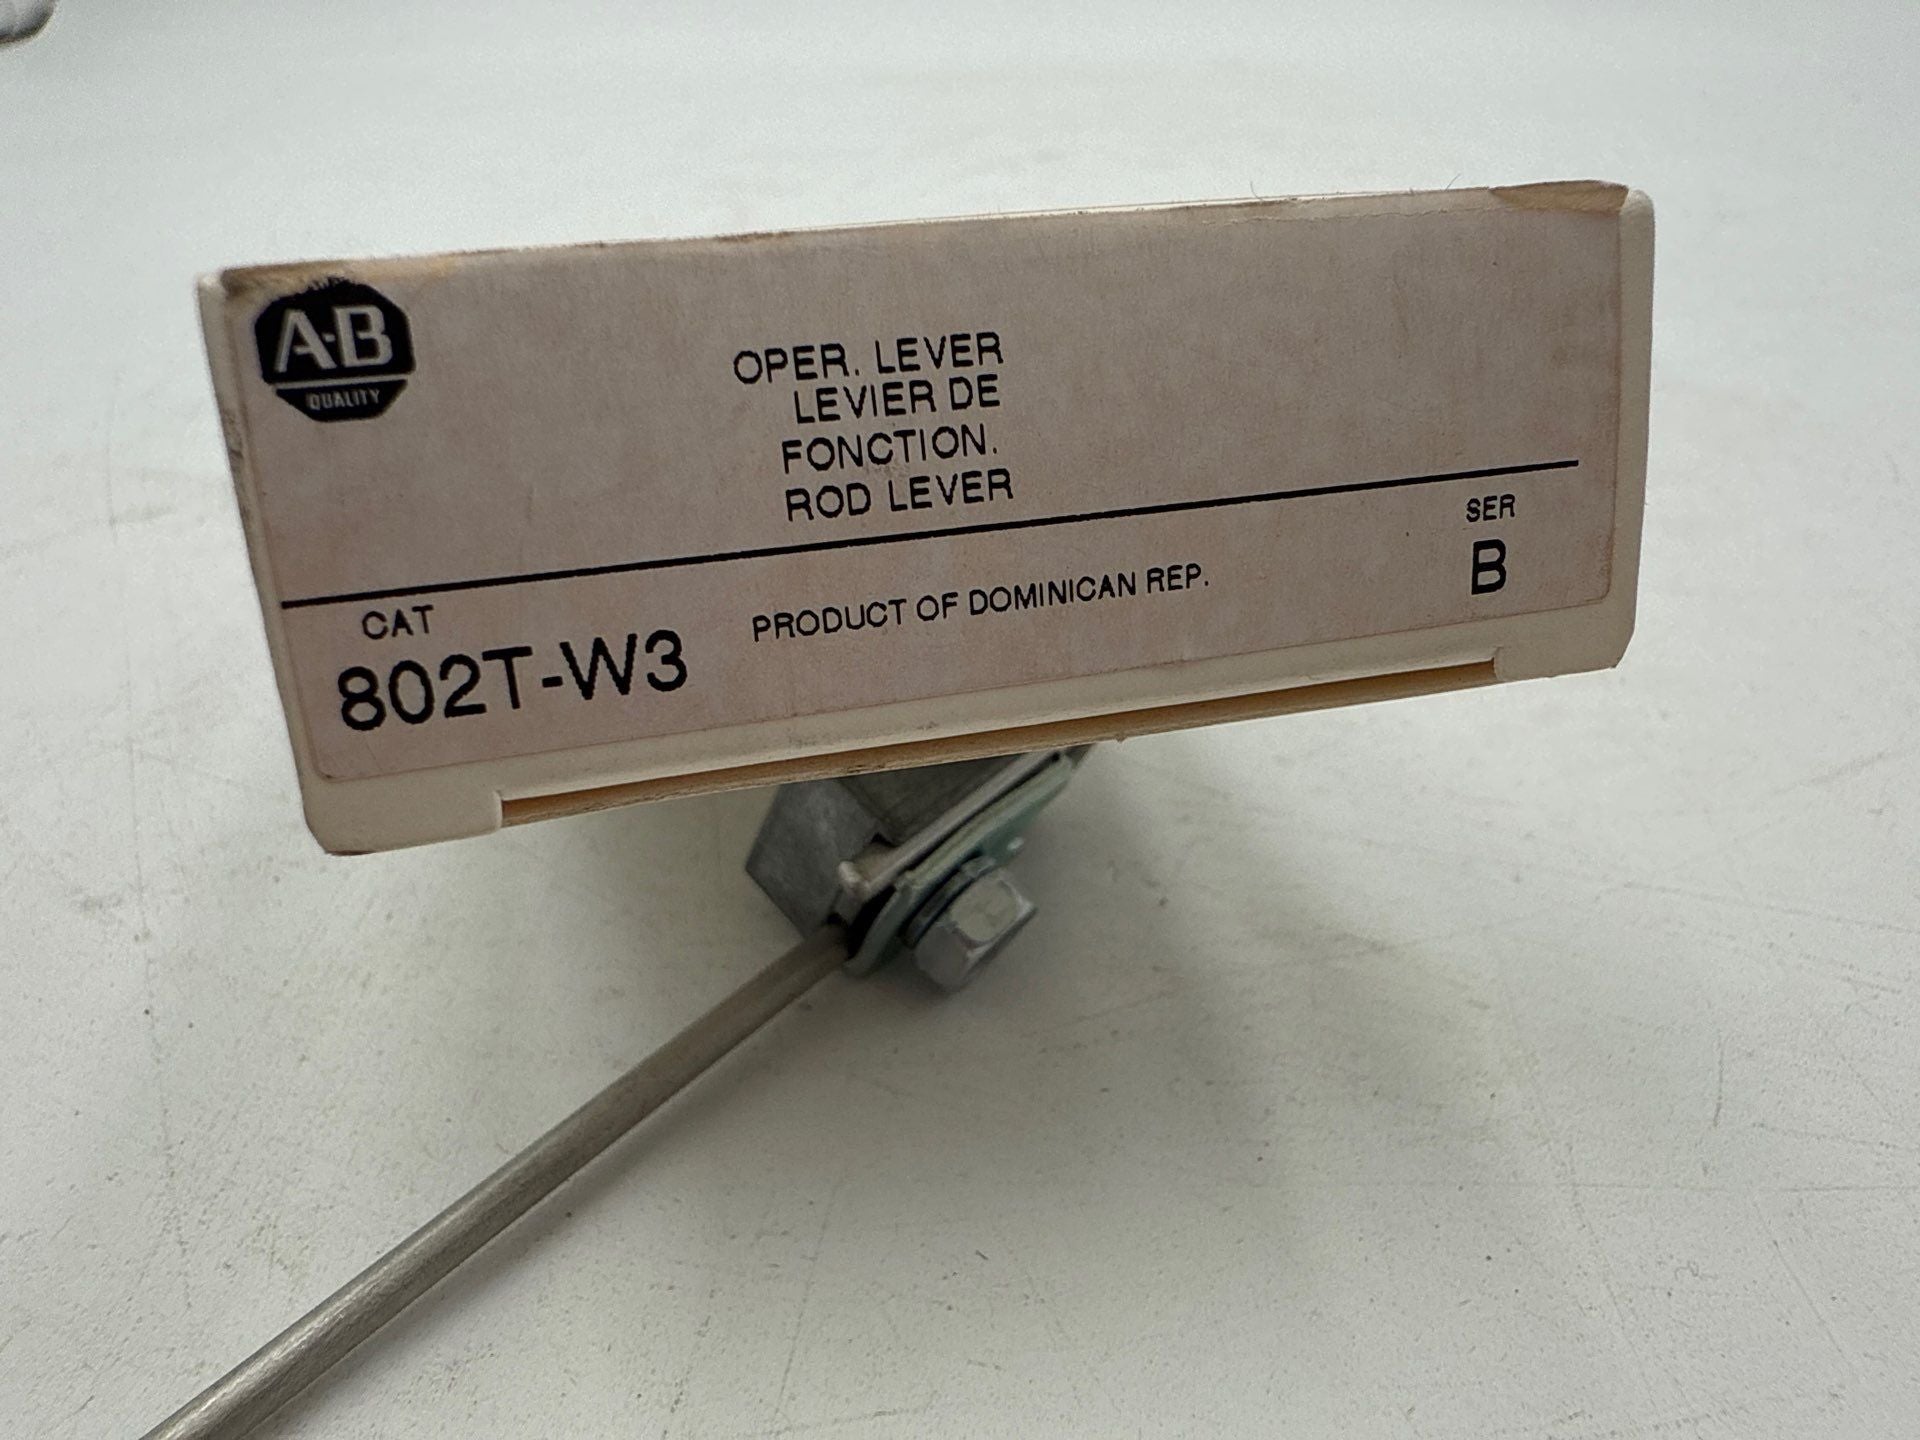 A-B
QUALITY
OPER. LEVER
LEVIER DE
FONCTION.
ROD LEVER
CAT
802T-W3
PRODUCT OF DOMINICAN REP.
SER
B